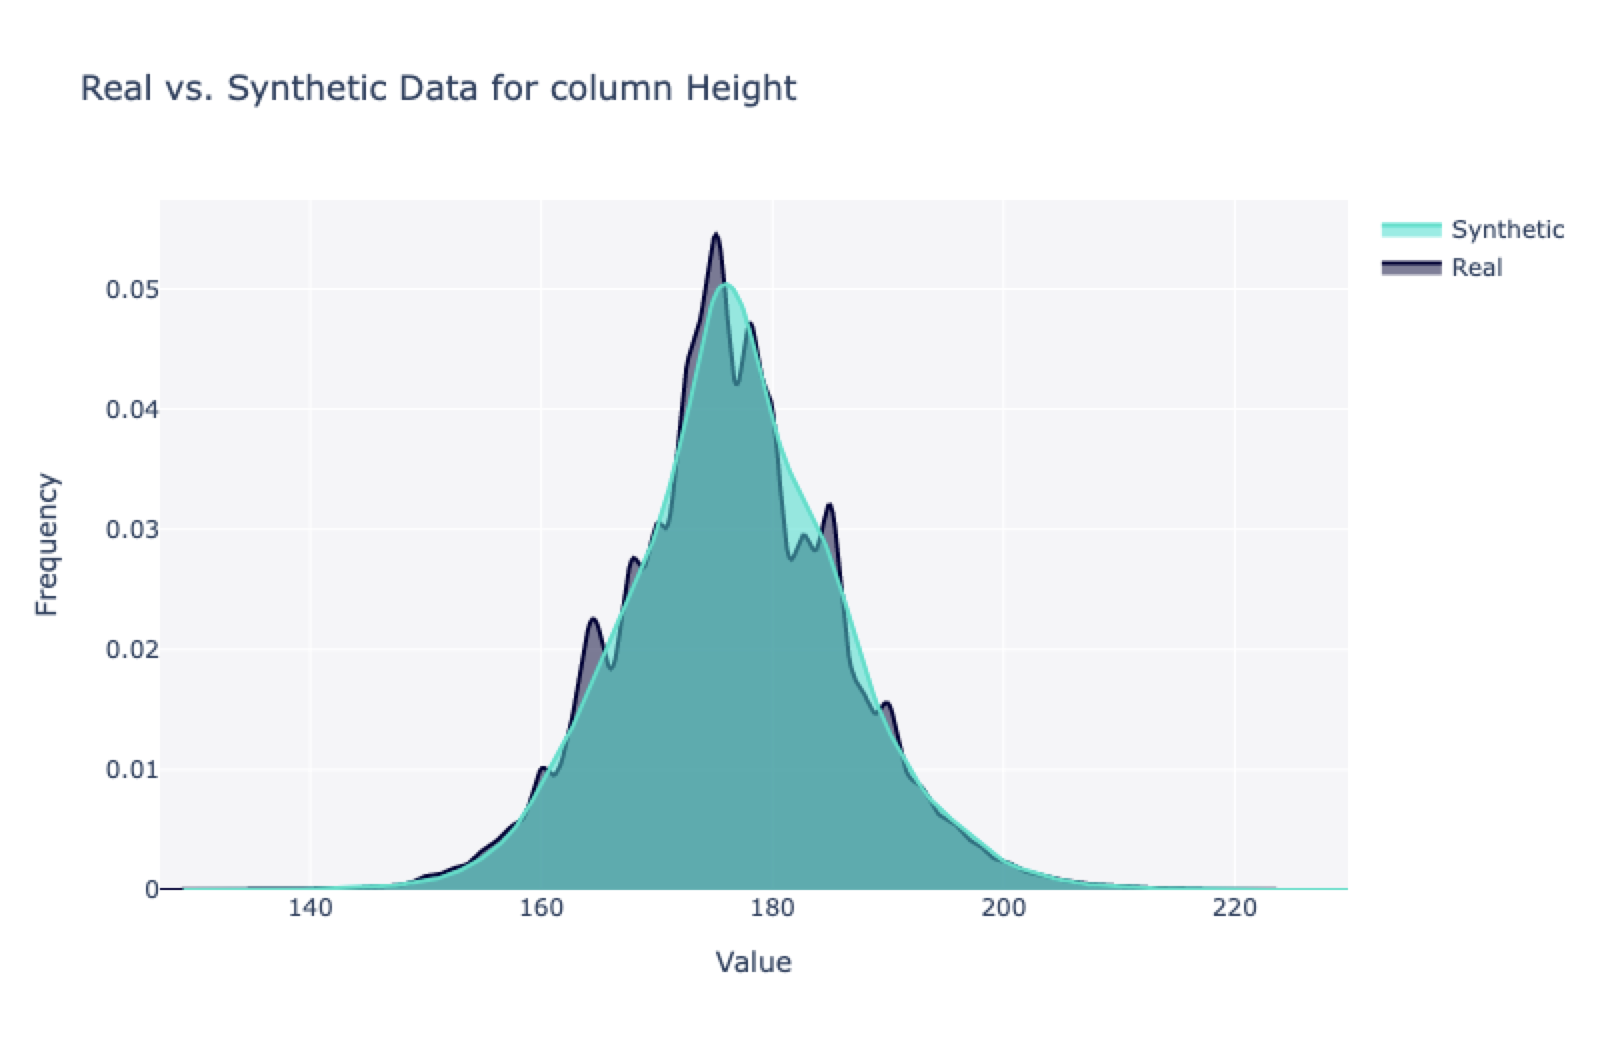 Real vs. Synthetic Data for column Height
Synthetic
Real
0.05
0.04
0.03
0.02
0.01
0
Frequency
140 160 180 200 220
Value